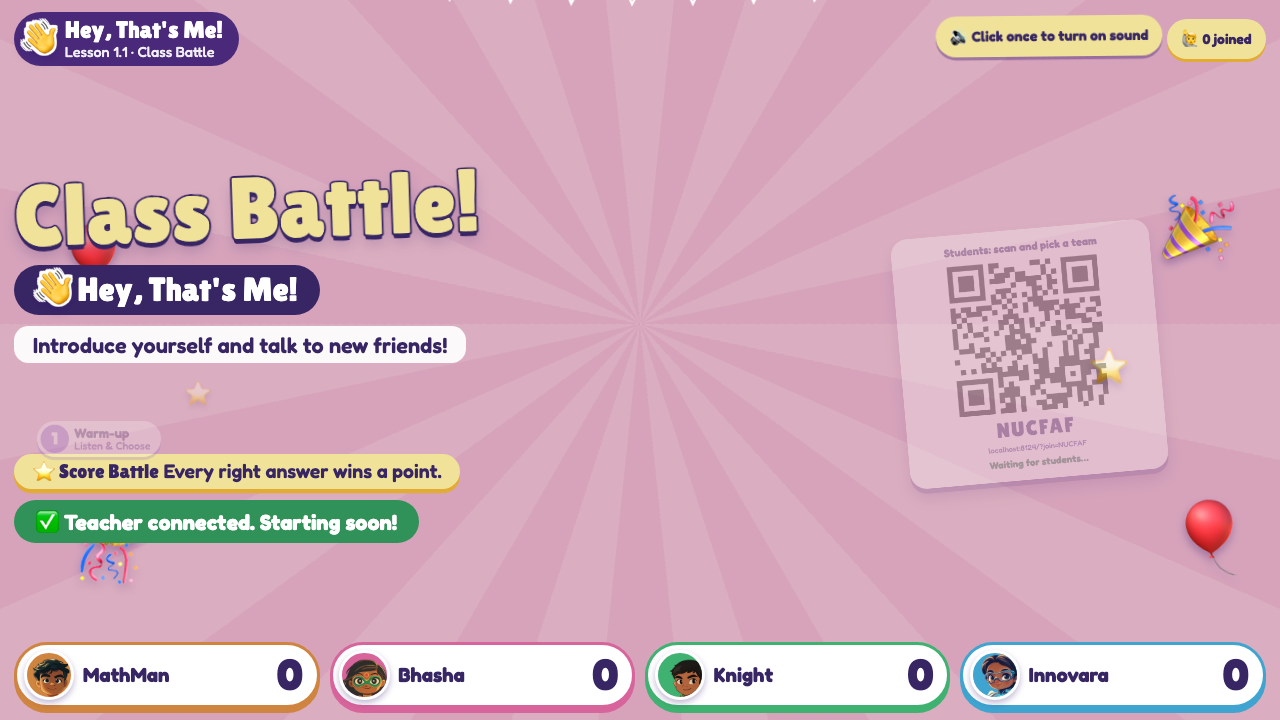 Hey, That's Me!
Lesson 1.1 · Class Battle
Click once to turn on sound
0 joined
Class Battle!
Hey, That's Me!
Introduce yourself and talk to new friends!
1
Warm-up
Listen & Choose
Score Battle Every right answer wins a point.
Teacher connected. Starting soon!
Students: scan and pick a team
NUCFAF
localhost:8124/?join=NUCFAF
Waiting for students...
MathMan 0
Bhasha 0
Knight 0
Innovara 0